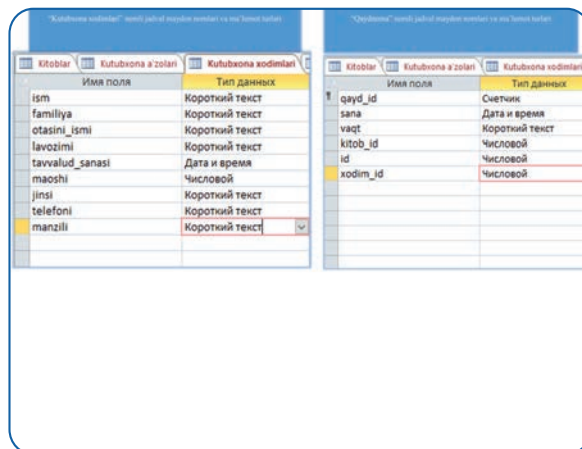 "Kutubxona xodimlari" nomli jadval maydon nomlari va ma'lumot turlari
Kitoblar Kutubxona a'zolari Kutubxona xodimlari
Имя поля Тип данных
ism Короткий текст
familiya Короткий текст
otasini_ismi Короткий текст
lavozimi Короткий текст
tavvalud_sanasi Дата и время
maoshi Числовой
jinsi Короткий текст
telefoni Короткий текст
manzili Короткий текст
"Qaydnoma" nomli jadval maydon nomlari va ma'lumot turlari
Kitoblar Kutubxona a'zolari Kutubxona xodimlari
Имя поля Тип данных
qayd_id Счетчик
sana Дата и время
vaqt Короткий текст
kitob_id Числовой
id Числовой
xodim_id Числовой